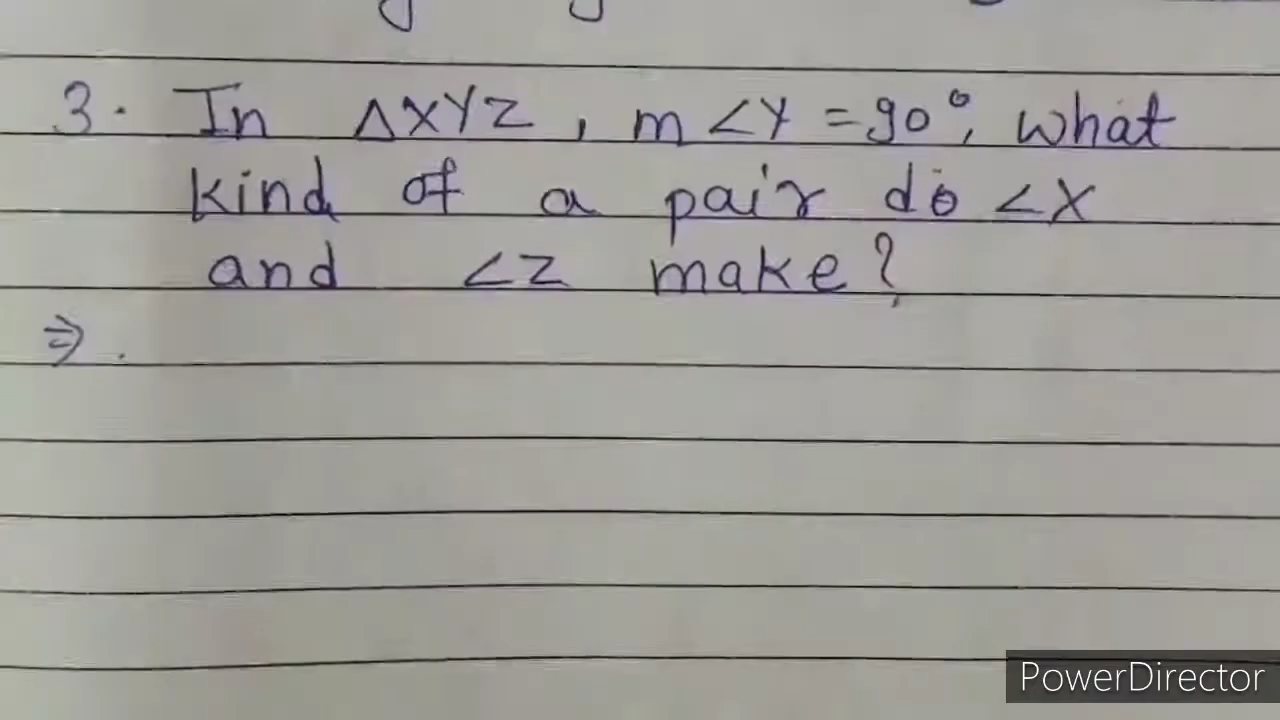 3. In ΔXYZ, m∠Y = 90°, what
kind of a pair do ∠X
and ∠Z make?
⇒.
PowerDirector